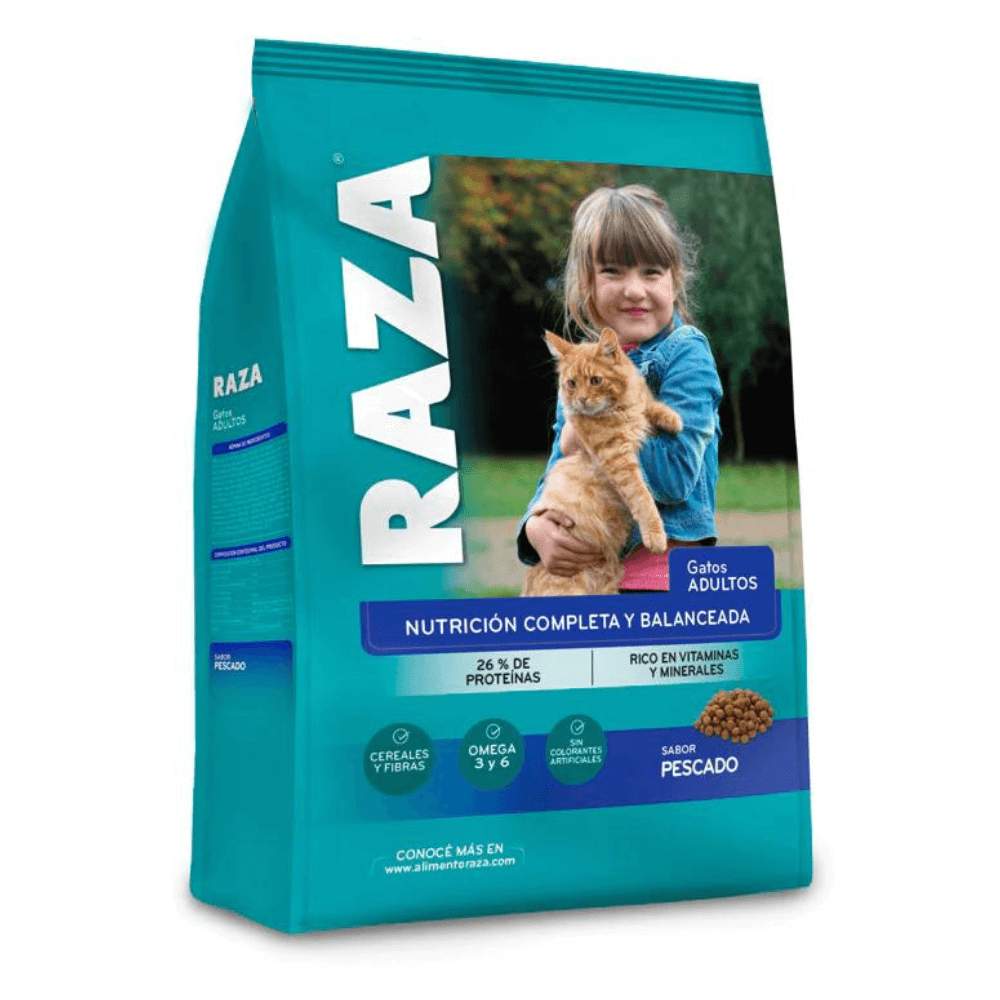 ®
RAZA
Gatos
ADULTOS
NUTRICIÓN COMPLETA Y BALANCEADA
26 % DE
PROTEÍNAS
RICO EN VITAMINAS
Y MINERALES
CEREALES
Y FIBRAS
OMEGA
3 y 6
SIN
COLORANTES
ARTIFICIALES
SABOR
PESCADO
CONOCÉ MÁS EN
www.alimentoraza.com
RAZA
Gatos
ADULTOS
SABOR
PESCADO